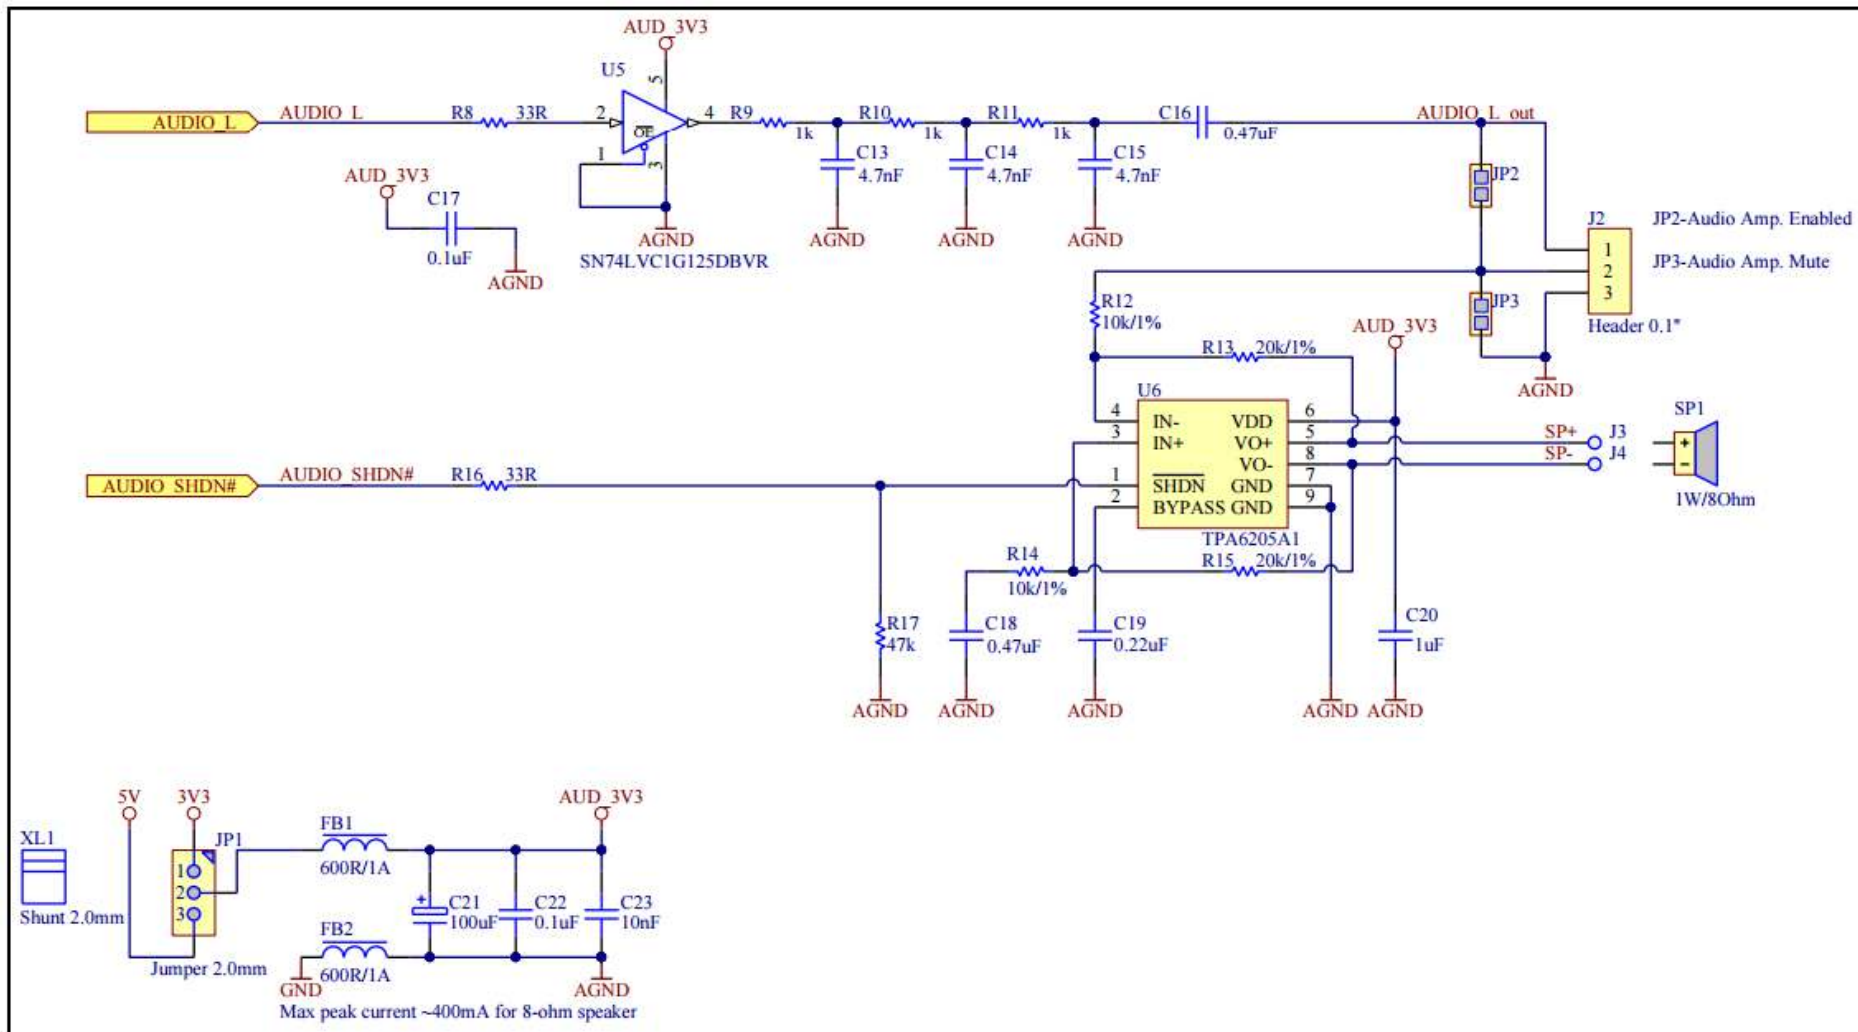 AUD_3V3
U5
5
AUDIO_L
AUDIO_L
R8
33R
2
OE
4
R9
1k
R10
1k
R11
1k
C16
0.47uF
AUDIO_L_out
1
3
C13
4.7nF
C14
4.7nF
C15
4.7nF
JP2
AUD_3V3
C17
0.1uF
AGND
AGND
SN74LVC1G125DBVR
AGND
AGND
AGND
J2
1
2
3
Header 0.1"
JP2-Audio Amp. Enabled
JP3-Audio Amp. Mute
R12
10k/1%
JP3
AUD_3V3
R13
20k/1%
AGND
U6
4
IN-
VDD
6
3
IN+
VO+
5
VO-
8
1
SHDN
GND
7
2
BYPASS
GND
9
TPA6205A1
SP+
J3
SP-
J4
SP1
+
-
1W/8Ohm
AUDIO_SHDN#
AUDIO_SHDN#
R16
33R
R14
10k/1%
R15
20k/1%
R17
47k
C18
0.47uF
C19
0.22uF
C20
1uF
AGND
AGND
AGND
AGND
AGND
5V
3V3
AUD_3V3
XL1
Shunt 2.0mm
JP1
1
2
3
Jumper 2.0mm
FB1
600R/1A
+
C21
100uF
C22
0.1uF
C23
10nF
FB2
600R/1A
GND
AGND
Max peak current ~400mA for 8-ohm speaker